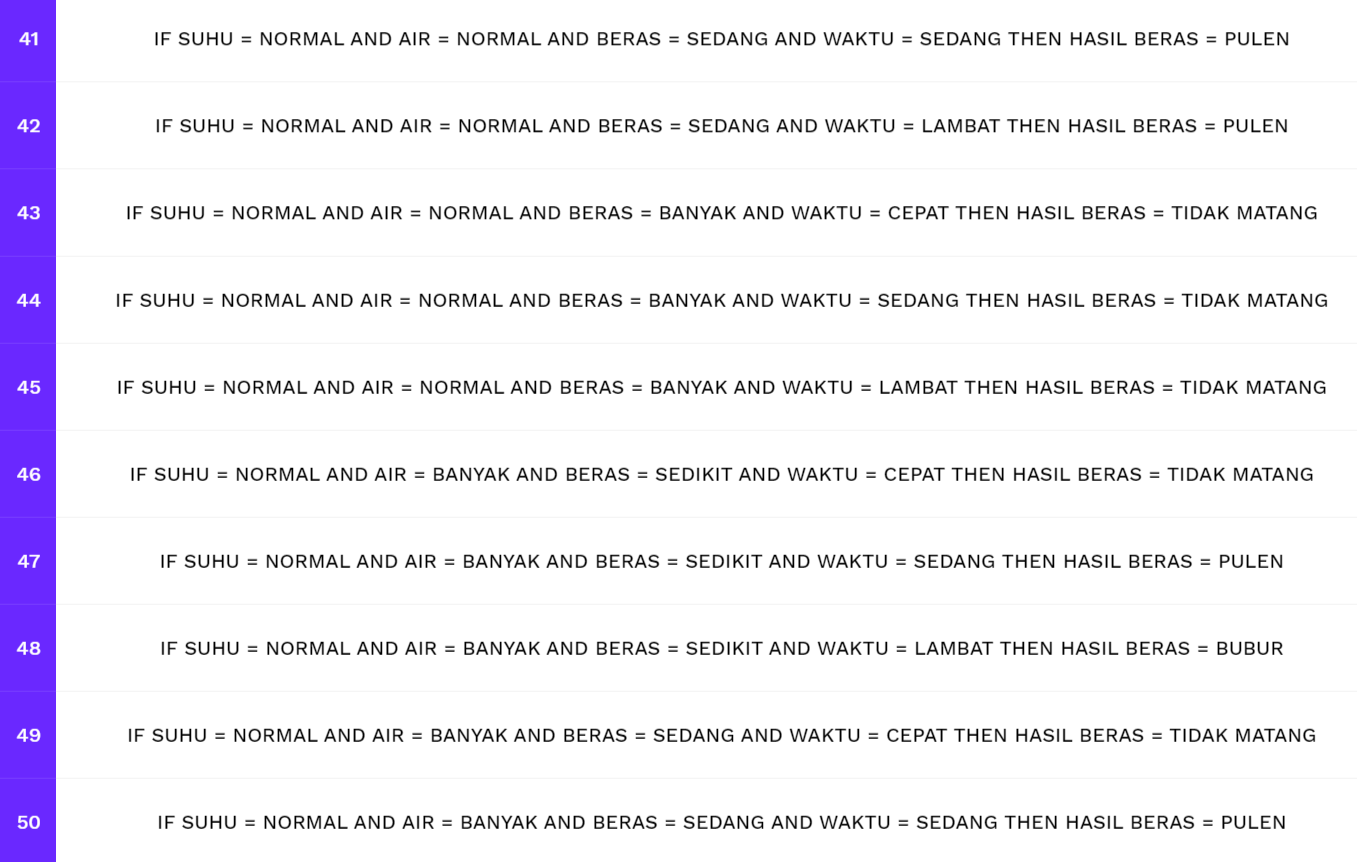 41 IF SUHU = NORMAL AND AIR = NORMAL AND BERAS = SEDANG AND WAKTU = SEDANG THEN HASIL BERAS = PULEN
42 IF SUHU = NORMAL AND AIR = NORMAL AND BERAS = SEDANG AND WAKTU = LAMBAT THEN HASIL BERAS = PULEN
43 IF SUHU = NORMAL AND AIR = NORMAL AND BERAS = BANYAK AND WAKTU = CEPAT THEN HASIL BERAS = TIDAK MATANG
44 IF SUHU = NORMAL AND AIR = NORMAL AND BERAS = BANYAK AND WAKTU = SEDANG THEN HASIL BERAS = TIDAK MATANG
45 IF SUHU = NORMAL AND AIR = NORMAL AND BERAS = BANYAK AND WAKTU = LAMBAT THEN HASIL BERAS = TIDAK MATANG
46 IF SUHU = NORMAL AND AIR = BANYAK AND BERAS = SEDIKIT AND WAKTU = CEPAT THEN HASIL BERAS = TIDAK MATANG
47 IF SUHU = NORMAL AND AIR = BANYAK AND BERAS = SEDIKIT AND WAKTU = SEDANG THEN HASIL BERAS = PULEN
48 IF SUHU = NORMAL AND AIR = BANYAK AND BERAS = SEDIKIT AND WAKTU = LAMBAT THEN HASIL BERAS = BUBUR
49 IF SUHU = NORMAL AND AIR = BANYAK AND BERAS = SEDANG AND WAKTU = CEPAT THEN HASIL BERAS = TIDAK MATANG
50 IF SUHU = NORMAL AND AIR = BANYAK AND BERAS = SEDANG AND WAKTU = SEDANG THEN HASIL BERAS = PULEN